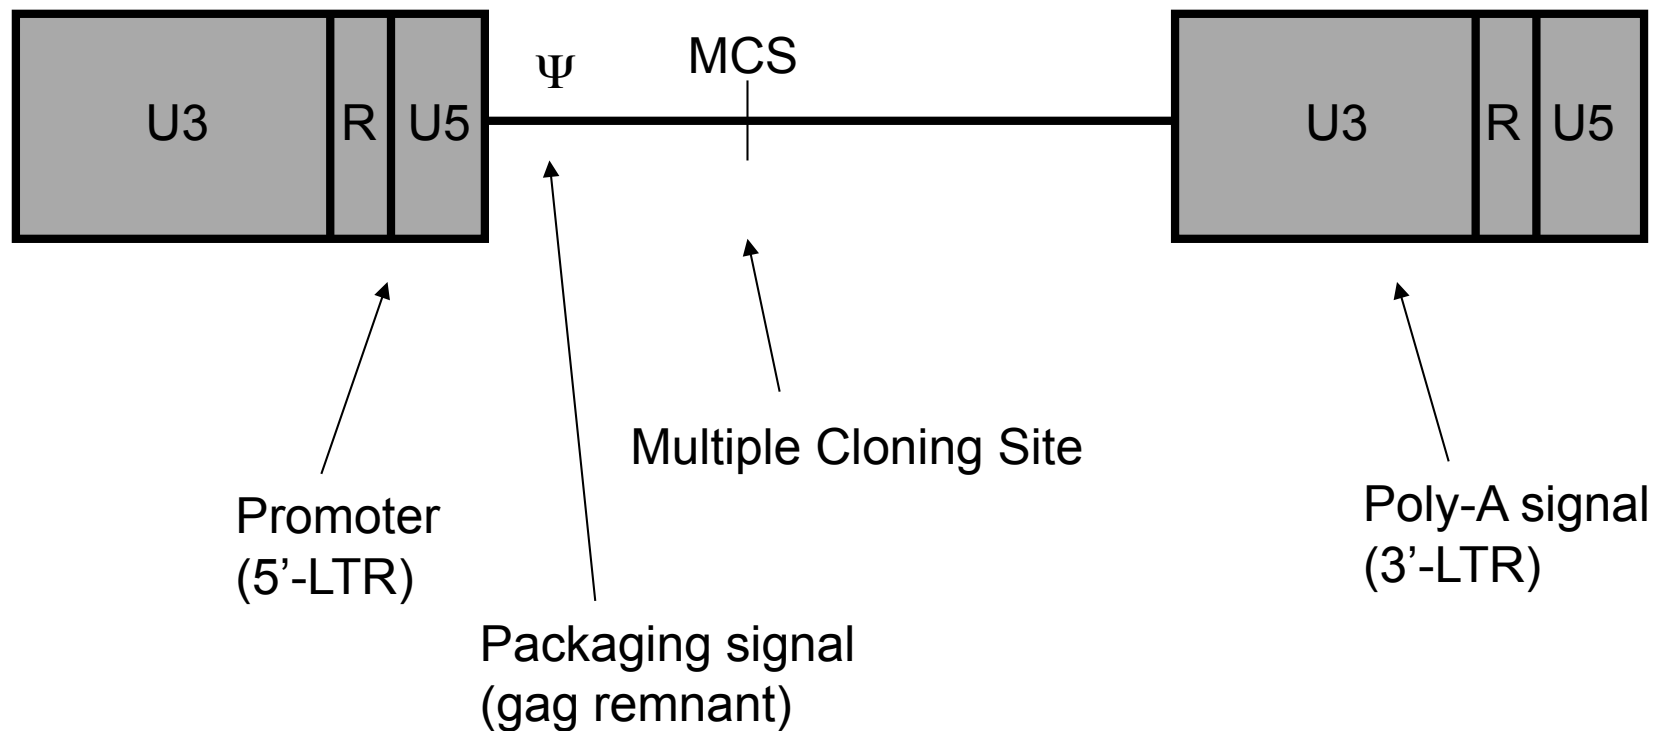 Ψ
MCS
U3 R U5
U3 R U5
Multiple Cloning Site
Promoter
(5’-LTR)
Poly-A signal
(3’-LTR)
Packaging signal
(gag remnant)